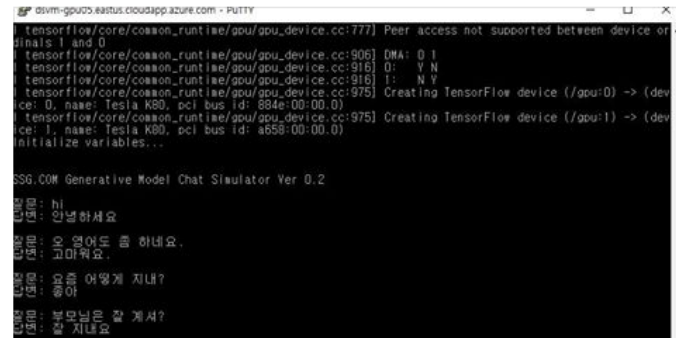 dsvm-gpu05.eastus.cloudapp.azure.com - PuTTY
I tensorflow/core/common_runtime/gpu/gpu_device.cc:777] Peer access not supported between device or
dinals 1 and 0
I tensorflow/core/common_runtime/gpu/gpu_device.cc:906] DMA: 0 1
I tensorflow/core/common_runtime/gpu/gpu_device.cc:916] 0:   Y N
I tensorflow/core/common_runtime/gpu/gpu_device.cc:916] 1:   N Y
I tensorflow/core/common_runtime/gpu/gpu_device.cc:975] Creating TensorFlow device (/gpu:0) -> (dev
ice: 0, name: Tesla K80, pci bus id: 884e:00:00.0)
I tensorflow/core/common_runtime/gpu/gpu_device.cc:975] Creating TensorFlow device (/gpu:1) -> (dev
ice: 1, name: Tesla K80, pci bus id: a658:00:00.0)
Initialize variables...
SSG.COM Generative Model Chat Simulator Ver 0.2
질문: hi
답변: 안녕하세요
질문: 오 영어도 좀 하네요.
답변: 고마워요.
질문: 요즘 어떻게 지내?
답변: 좋아
질문: 부모님은 잘 계셔?
답변: 잘 지내요